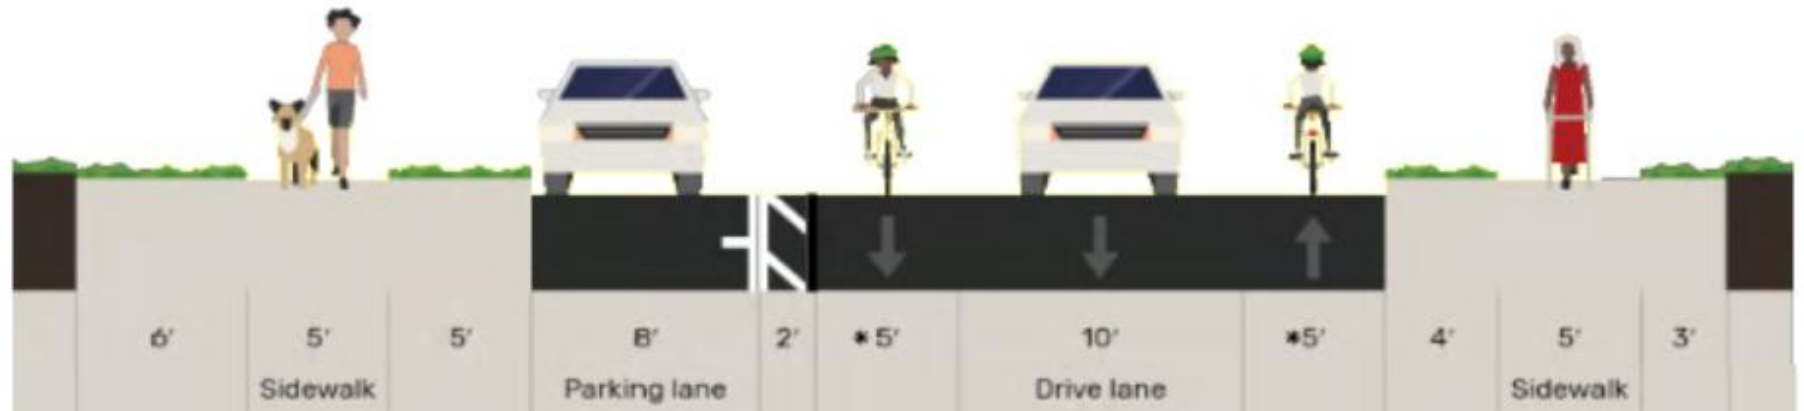 6′ 5′ 5′ 8′ 2′ *5′ 10′ *5′ 4′ 5′ 3′
Sidewalk Parking lane Drive lane Sidewalk